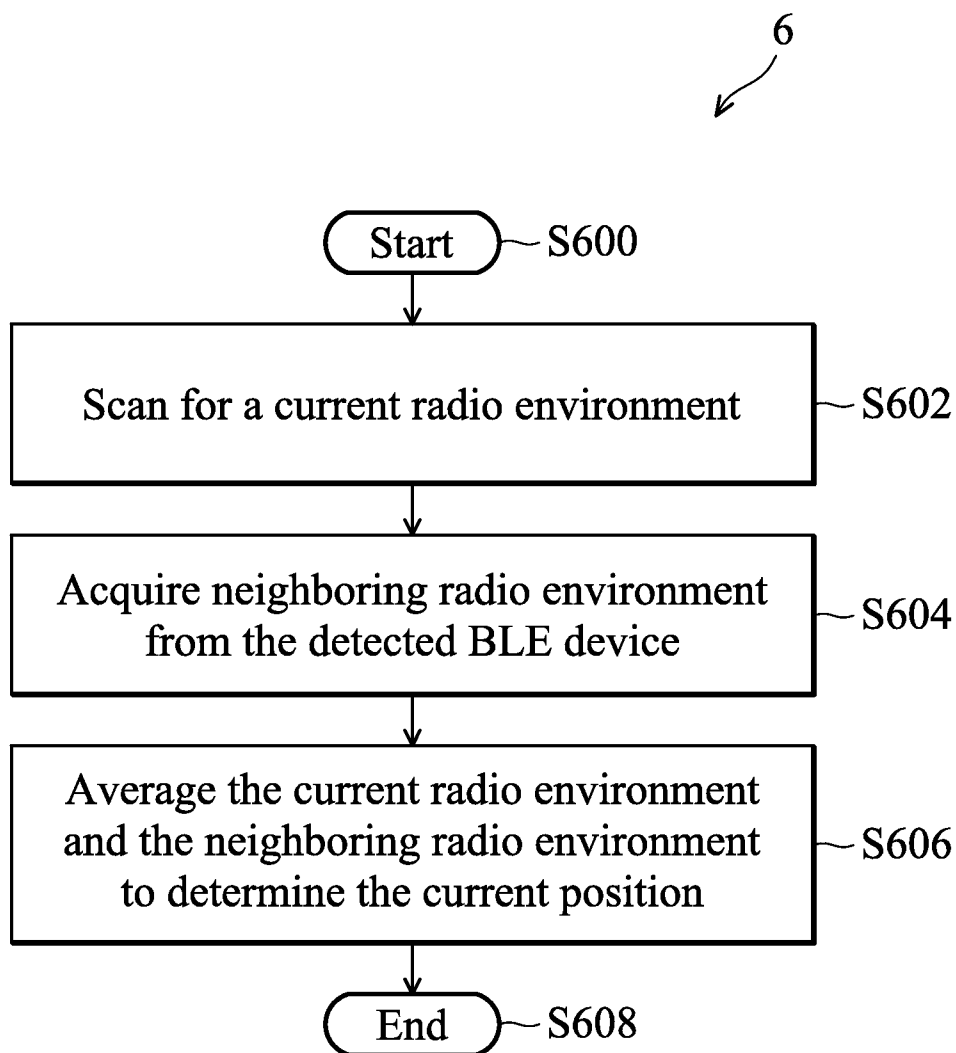 6
Start
S600
Scan for a current radio environment
S602
Acquire neighboring radio environment
from the detected BLE device
S604
Average the current radio environment
and the neighboring radio environment
to determine the current position
S606
End
S608